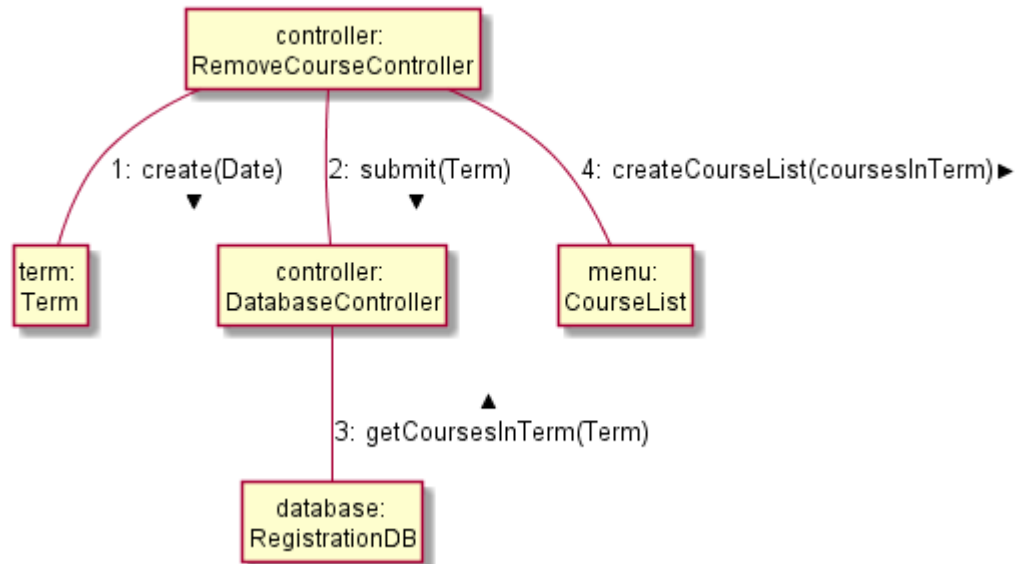 controller:
RemoveCourseController
1: create(Date)
2: submit(Term)
4: createCourseList(coursesInTerm)
term:
Term
controller:
DatabaseController
menu:
CourseList
3: getCoursesInTerm(Term)
database:
RegistrationDB